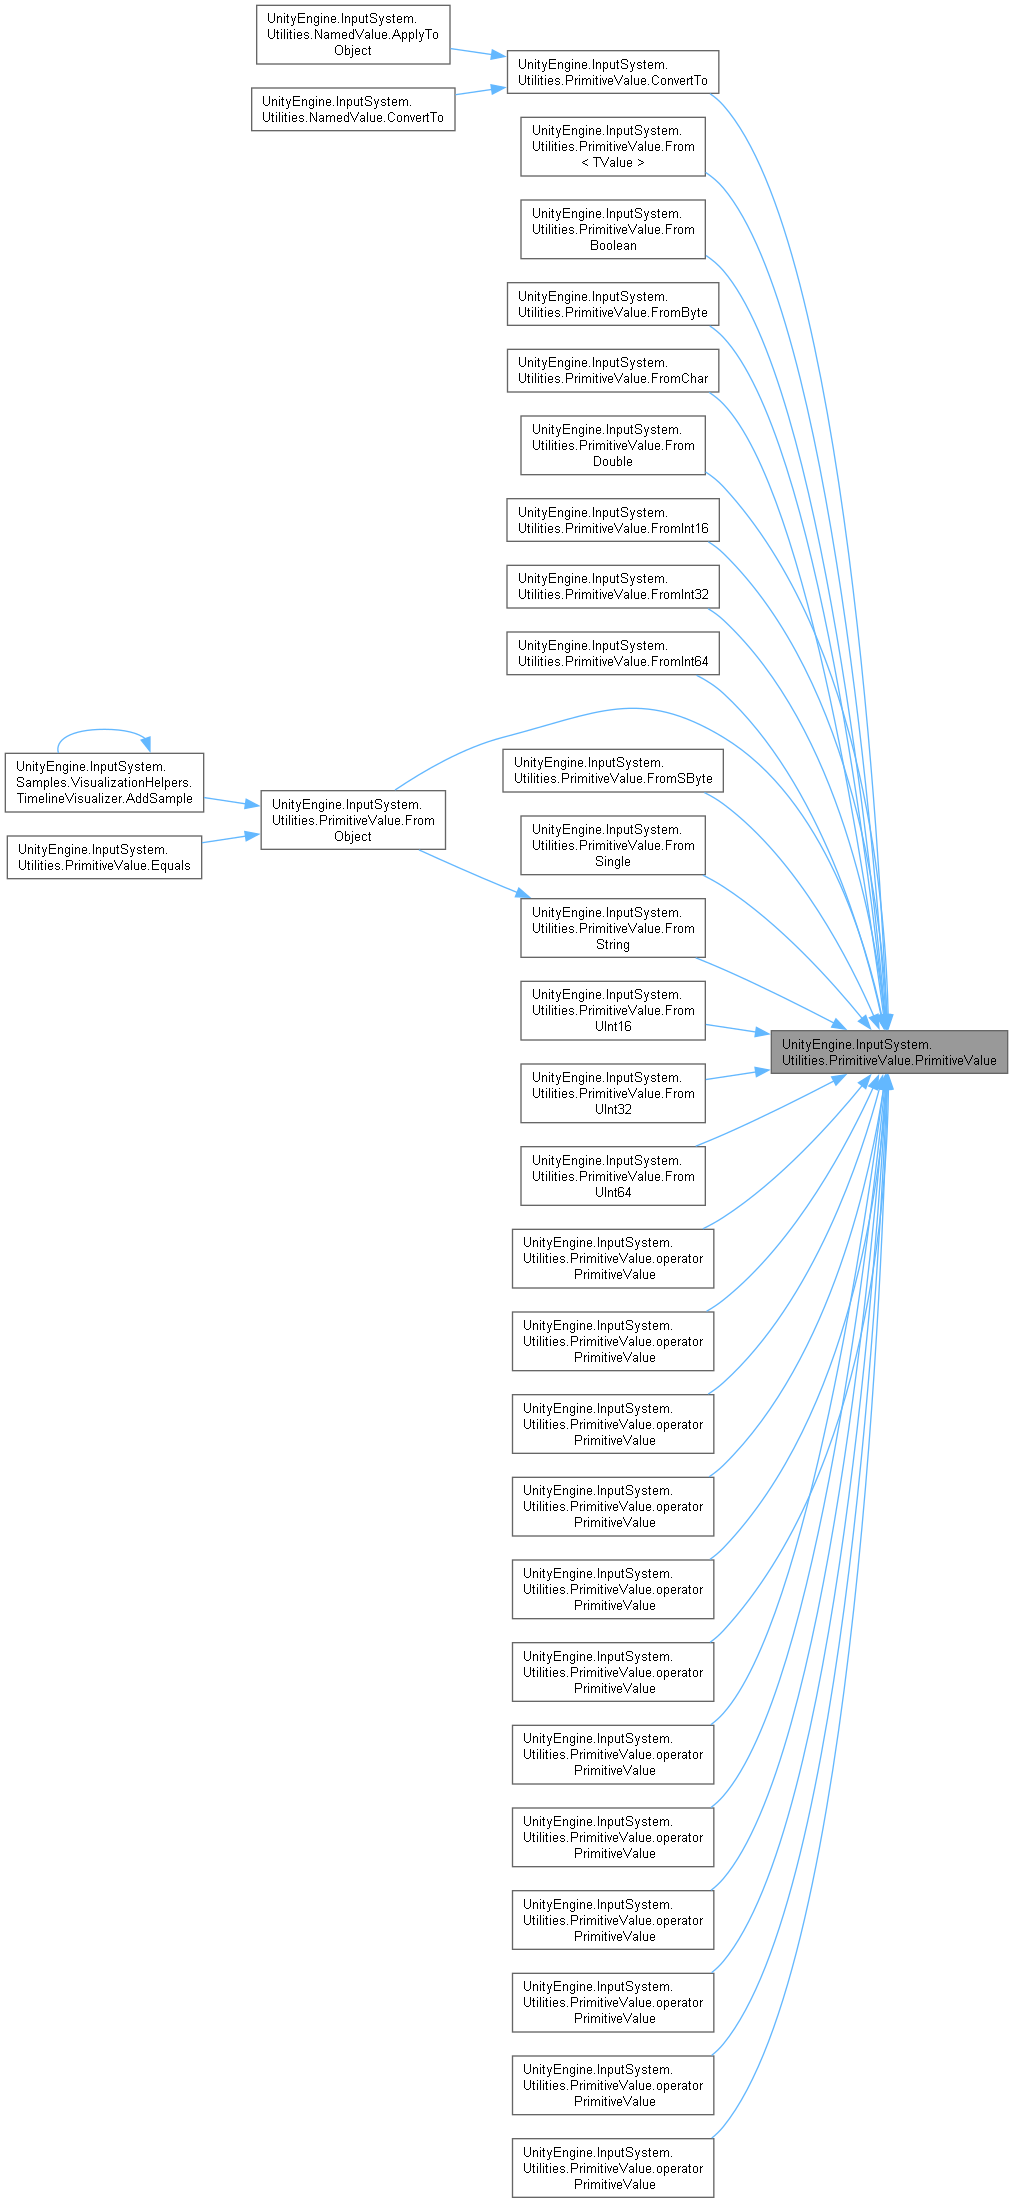 UnityEngine.InputSystem.
Utilities.NamedValue.ApplyTo
Object
UnityEngine.InputSystem.
Utilities.PrimitiveValue.ConvertTo
UnityEngine.InputSystem.
Utilities.NamedValue.ConvertTo
UnityEngine.InputSystem.
Utilities.PrimitiveValue.From
< TValue >
UnityEngine.InputSystem.
Utilities.PrimitiveValue.From
Boolean
UnityEngine.InputSystem.
Utilities.PrimitiveValue.FromByte
UnityEngine.InputSystem.
Utilities.PrimitiveValue.FromChar
UnityEngine.InputSystem.
Utilities.PrimitiveValue.From
Double
UnityEngine.InputSystem.
Utilities.PrimitiveValue.FromInt16
UnityEngine.InputSystem.
Utilities.PrimitiveValue.FromInt32
UnityEngine.InputSystem.
Utilities.PrimitiveValue.FromInt64
UnityEngine.InputSystem.
Samples.VisualizationHelpers.
TimelineVisualizer.AddSample
UnityEngine.InputSystem.
Utilities.PrimitiveValue.FromSByte
UnityEngine.InputSystem.
Utilities.PrimitiveValue.From
Object
UnityEngine.InputSystem.
Utilities.PrimitiveValue.Equals
UnityEngine.InputSystem.
Utilities.PrimitiveValue.From
Single
UnityEngine.InputSystem.
Utilities.PrimitiveValue.From
String
UnityEngine.InputSystem.
Utilities.PrimitiveValue.From
UInt16
UnityEngine.InputSystem.
Utilities.PrimitiveValue.PrimitiveValue
UnityEngine.InputSystem.
Utilities.PrimitiveValue.From
UInt32
UnityEngine.InputSystem.
Utilities.PrimitiveValue.From
UInt64
UnityEngine.InputSystem.
Utilities.PrimitiveValue.operator
PrimitiveValue
UnityEngine.InputSystem.
Utilities.PrimitiveValue.operator
PrimitiveValue
UnityEngine.InputSystem.
Utilities.PrimitiveValue.operator
PrimitiveValue
UnityEngine.InputSystem.
Utilities.PrimitiveValue.operator
PrimitiveValue
UnityEngine.InputSystem.
Utilities.PrimitiveValue.operator
PrimitiveValue
UnityEngine.InputSystem.
Utilities.PrimitiveValue.operator
PrimitiveValue
UnityEngine.InputSystem.
Utilities.PrimitiveValue.operator
PrimitiveValue
UnityEngine.InputSystem.
Utilities.PrimitiveValue.operator
PrimitiveValue
UnityEngine.InputSystem.
Utilities.PrimitiveValue.operator
PrimitiveValue
UnityEngine.InputSystem.
Utilities.PrimitiveValue.operator
PrimitiveValue
UnityEngine.InputSystem.
Utilities.PrimitiveValue.operator
PrimitiveValue
UnityEngine.InputSystem.
Utilities.PrimitiveValue.operator
PrimitiveValue